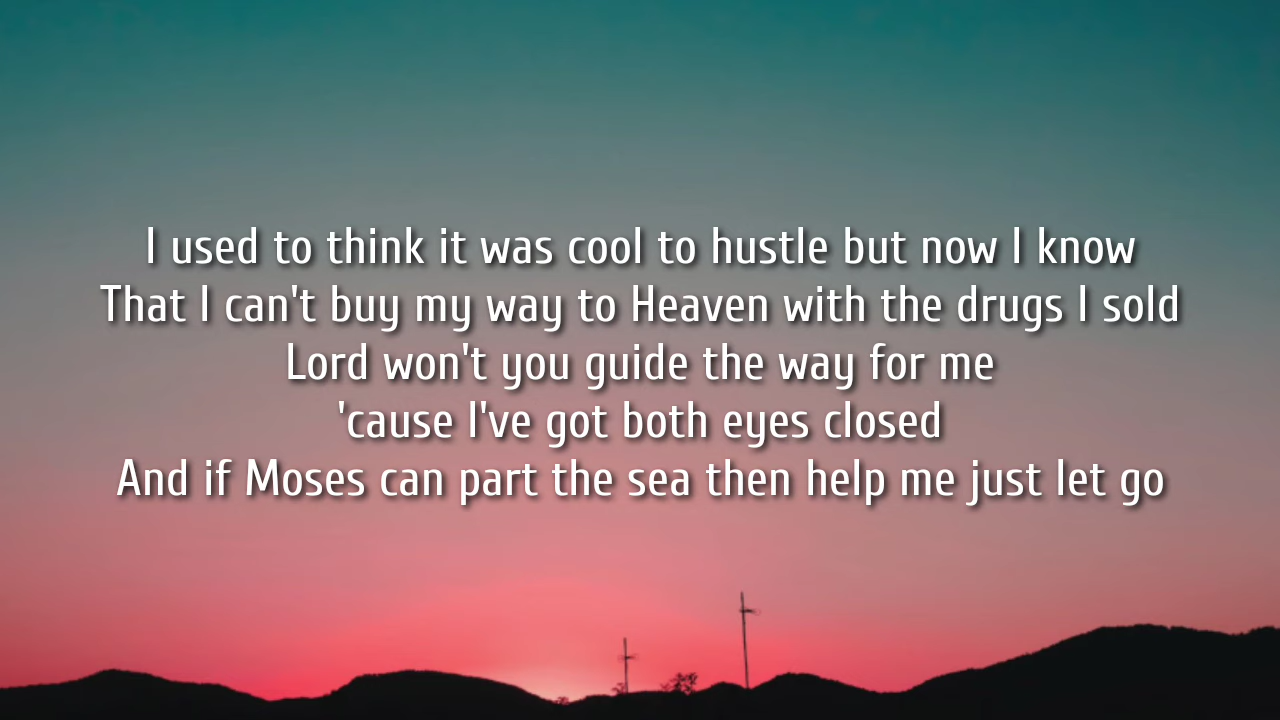 I used to think it was cool to hustle but now I know
That I can't buy my way to Heaven with the drugs I sold
Lord won't you guide the way for me
'cause I've got both eyes closed
And if Moses can part the sea then help me just let go